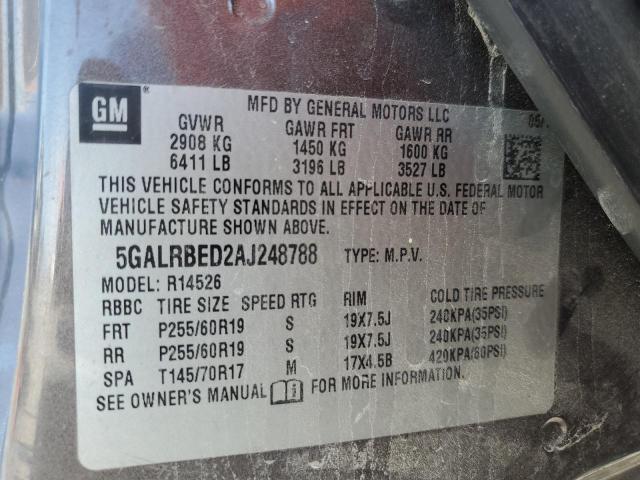 GM ®
MFD BY GENERAL MOTORS LLC 05/
GVWR GAWR FRT GAWR RR
2908 KG 1450 KG 1600 KG
6411 LB 3196 LB 3527 LB
THIS VEHICLE CONFORMS TO ALL APPLICABLE U.S. FEDERAL MOTOR
VEHICLE SAFETY STANDARDS IN EFFECT ON THE DATE OF
MANUFACTURE SHOWN ABOVE.
5GALRBED2AJ248788 TYPE: M.P.V.
MODEL: R14526
RBBC TIRE SIZE SPEED RTG RIM COLD TIRE PRESSURE
FRT P255/60R19 S 19X7.5J 240KPA(35PSI)
RR P255/60R19 S 19X7.5J 240KPA(35PSI)
SPA T145/70R17 M 17X4.5B 420KPA(60PSI)
SEE OWNER'S MANUAL FOR MORE INFORMATION.